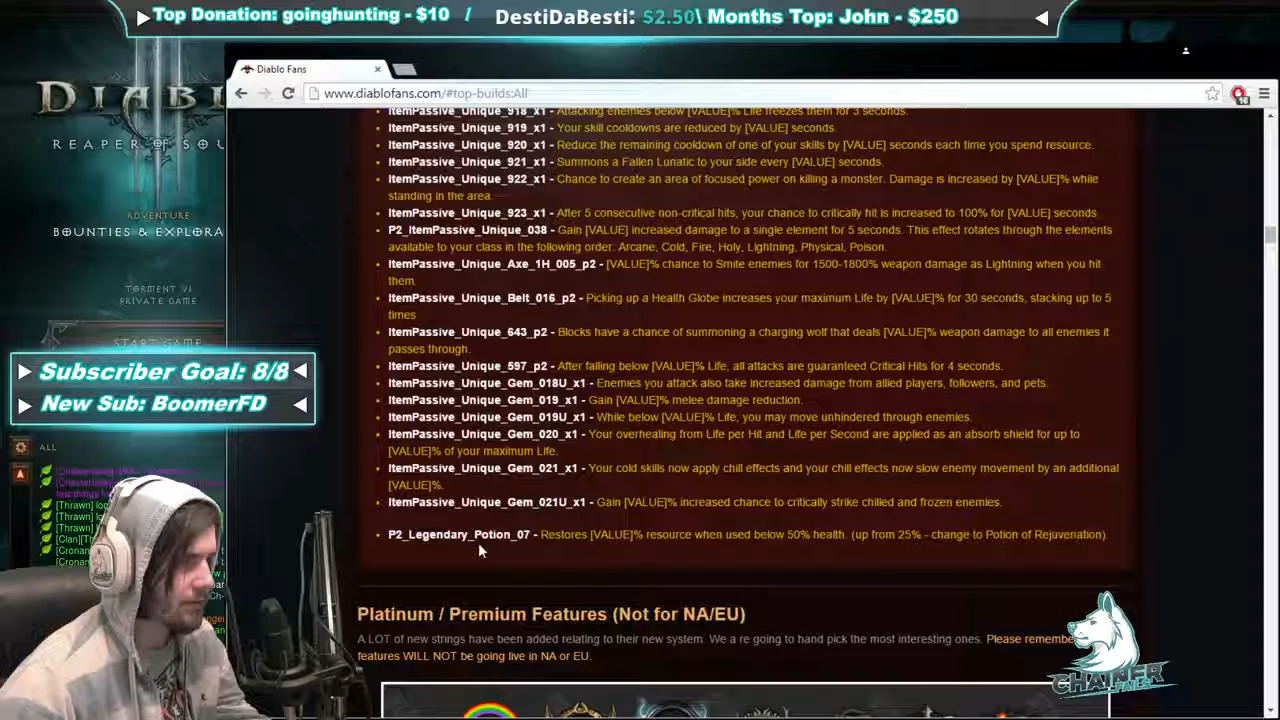 Top Donation: goinghunting - $10 / DestiDaBesti: $2.50\ Months Top: John - $250
Diablo Fans
www.diablofans.com/#top-builds:All
DIAB
REAPER OF SOU
ADVENTURE
BOUNTIES & EXPLORA
TORMENT VI
PRIVATE GAME
START GAME
Subscriber Goal: 8/8
New Sub: BoomerFD
ALL
ItemPassive_Unique_918_x1 - Attacking enemies below [VALUE]% Life freezes them for 3 seconds.
ItemPassive_Unique_919_x1 - Your skill cooldowns are reduced by [VALUE] seconds.
ItemPassive_Unique_920_x1 - Reduce the remaining cooldown of one of your skills by [VALUE] seconds each time you spend resource.
ItemPassive_Unique_921_x1 - Summons a Fallen Lunatic to your side every [VALUE] seconds.
ItemPassive_Unique_922_x1 - Chance to create an area of focused power on killing a monster. Damage is increased by [VALUE]% while
standing in the area.
ItemPassive_Unique_923_x1 - After 5 consecutive non-critical hits, your chance to critically hit is increased to 100% for [VALUE] seconds
P2_ItemPassive_Unique_038 - Gain [VALUE] increased damage to a single element for 5 seconds. This effect rotates through the elements
available to your class in the following order: Arcane, Cold, Fire, Holy, Lightning, Physical, Poison.
ItemPassive_Unique_Axe_1H_005_p2 - [VALUE]% chance to Smite enemies for 1500-1800% weapon damage as Lightning when you hit
them.
ItemPassive_Unique_Belt_016_p2 - Picking up a Health Globe increases your maximum Life by [VALUE]% for 30 seconds, stacking up to 5
times
ItemPassive_Unique_643_p2 - Blocks have a chance of summoning a charging wolf that deals [VALUE]% weapon damage to all enemies it
passes through.
ItemPassive_Unique_597_p2 - After falling below [VALUE]% Life, all attacks are guaranteed Critical Hits for 4 seconds.
ItemPassive_Unique_Gem_018U_x1 - Enemies you attack also take increased damage from allied players, followers, and pets.
ItemPassive_Unique_Gem_019_x1 - Gain [VALUE]% melee damage reduction.
ItemPassive_Unique_Gem_019U_x1 - While below [VALUE]% Life, you may move unhindered through enemies.
ItemPassive_Unique_Gem_020_x1 - Your overhealing from Life per Hit and Life per Second are applied as an absorb shield for up to
[VALUE]% of your maximum Life.
ItemPassive_Unique_Gem_021_x1 - Your cold skills now apply chill effects and your chill effects now slow enemy movement by an additional
[VALUE]%.
ItemPassive_Unique_Gem_021U_x1 - Gain [VALUE]% increased chance to critically strike chilled and frozen enemies.
P2_Legendary_Potion_07 - Restores [VALUE]% resource when used below 50% health. (up from 25% - change to Potion of Rejuvenation).
Platinum / Premium Features (Not for NA/EU)
A LOT of new strings have been added relating to their new system. We a re going to hand pick the most interesting ones. Please remembe
features WILL NOT be going live in NA or EU.
[Thrawn]
[Thrawn]
[Thrawn]
CHAINER
FAILS